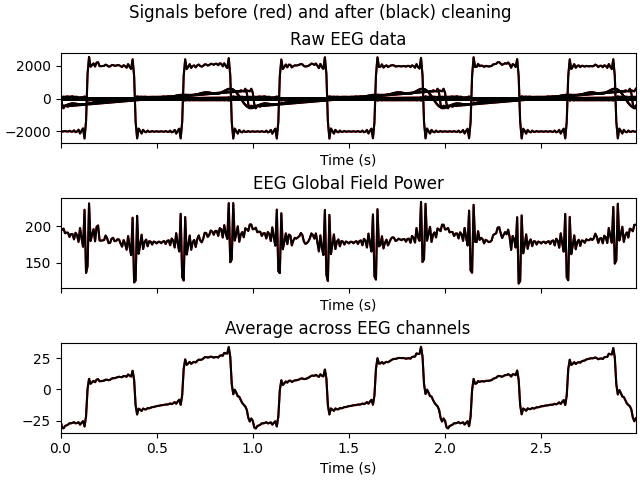 Signals before (red) and after (black) cleaning
Raw EEG data
2000
0
−2000
Time (s)
EEG Global Field Power
200
150
Time (s)
Average across EEG channels
25
0
−25
0.0 0.5 1.0 1.5 2.0 2.5
Time (s)